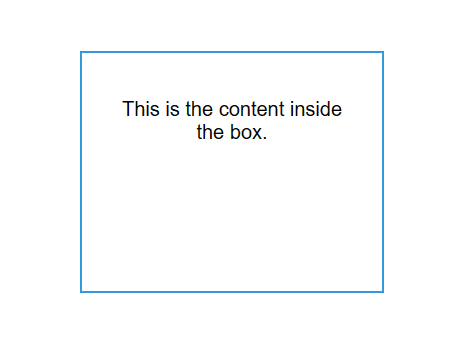 This is the content inside
the box.